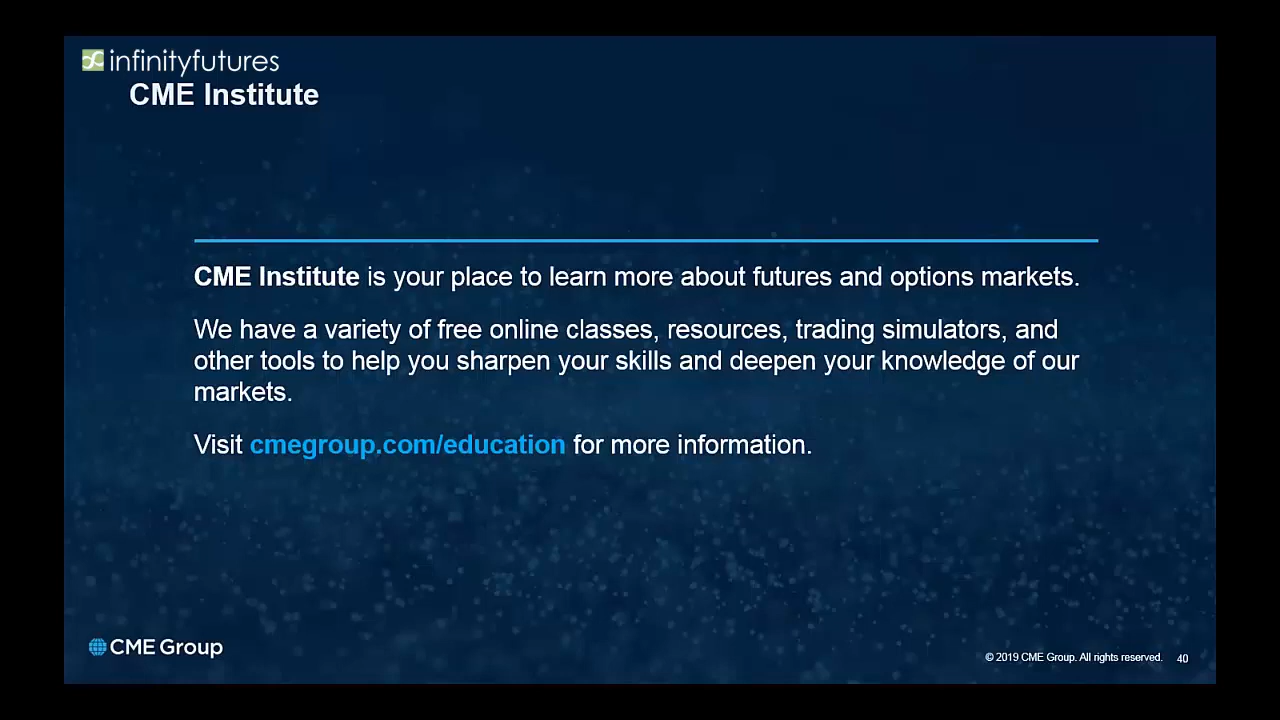 infinityfutures
CME Institute
CME Institute is your place to learn more about futures and options markets.
We have a variety of free online classes, resources, trading simulators, and
other tools to help you sharpen your skills and deepen your knowledge of our
markets.
Visit cmegroup.com/education for more information.
CME Group
© 2019 CME Group. All rights reserved. 40